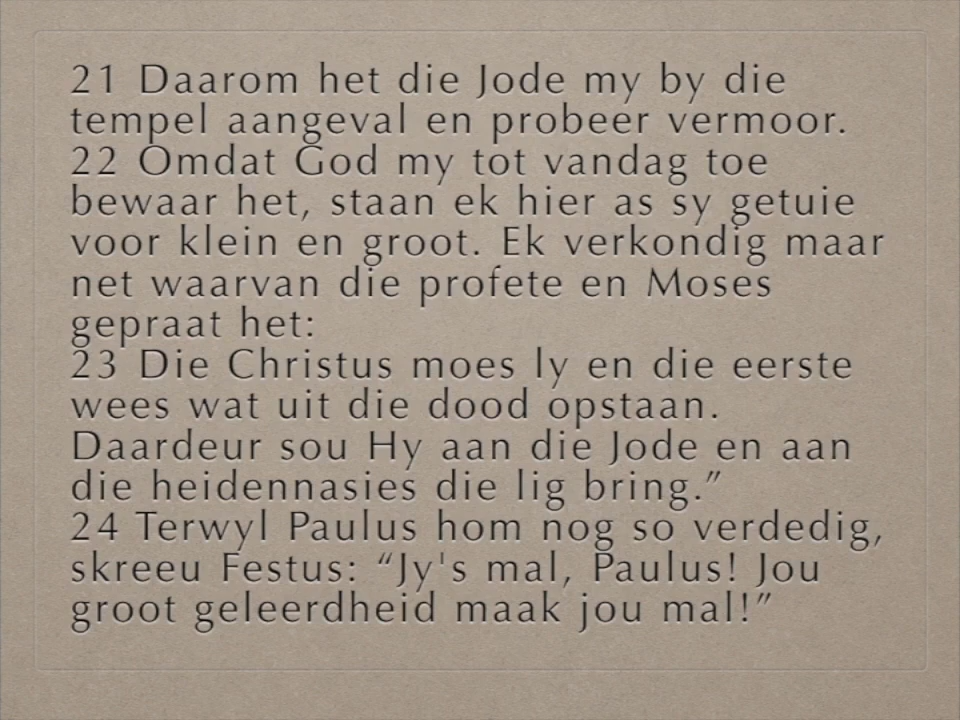 21 Daarom het die Jode my by die
tempel aangeval en probeer vermoor.
22 Omdat God my tot vandag toe
bewaar het, staan ek hier as sy getuie
voor klein en groot. Ek verkondig maar
net waarvan die profete en Moses
gepraat het:
23 Die Christus moes ly en die eerste
wees wat uit die dood opstaan.
Daardeur sou Hy aan die Jode en aan
die heidennasies die lig bring.”
24 Terwyl Paulus hom nog so verdedig,
skreeu Festus: “Jy's mal, Paulus! Jou
groot geleerdheid maak jou mal!”